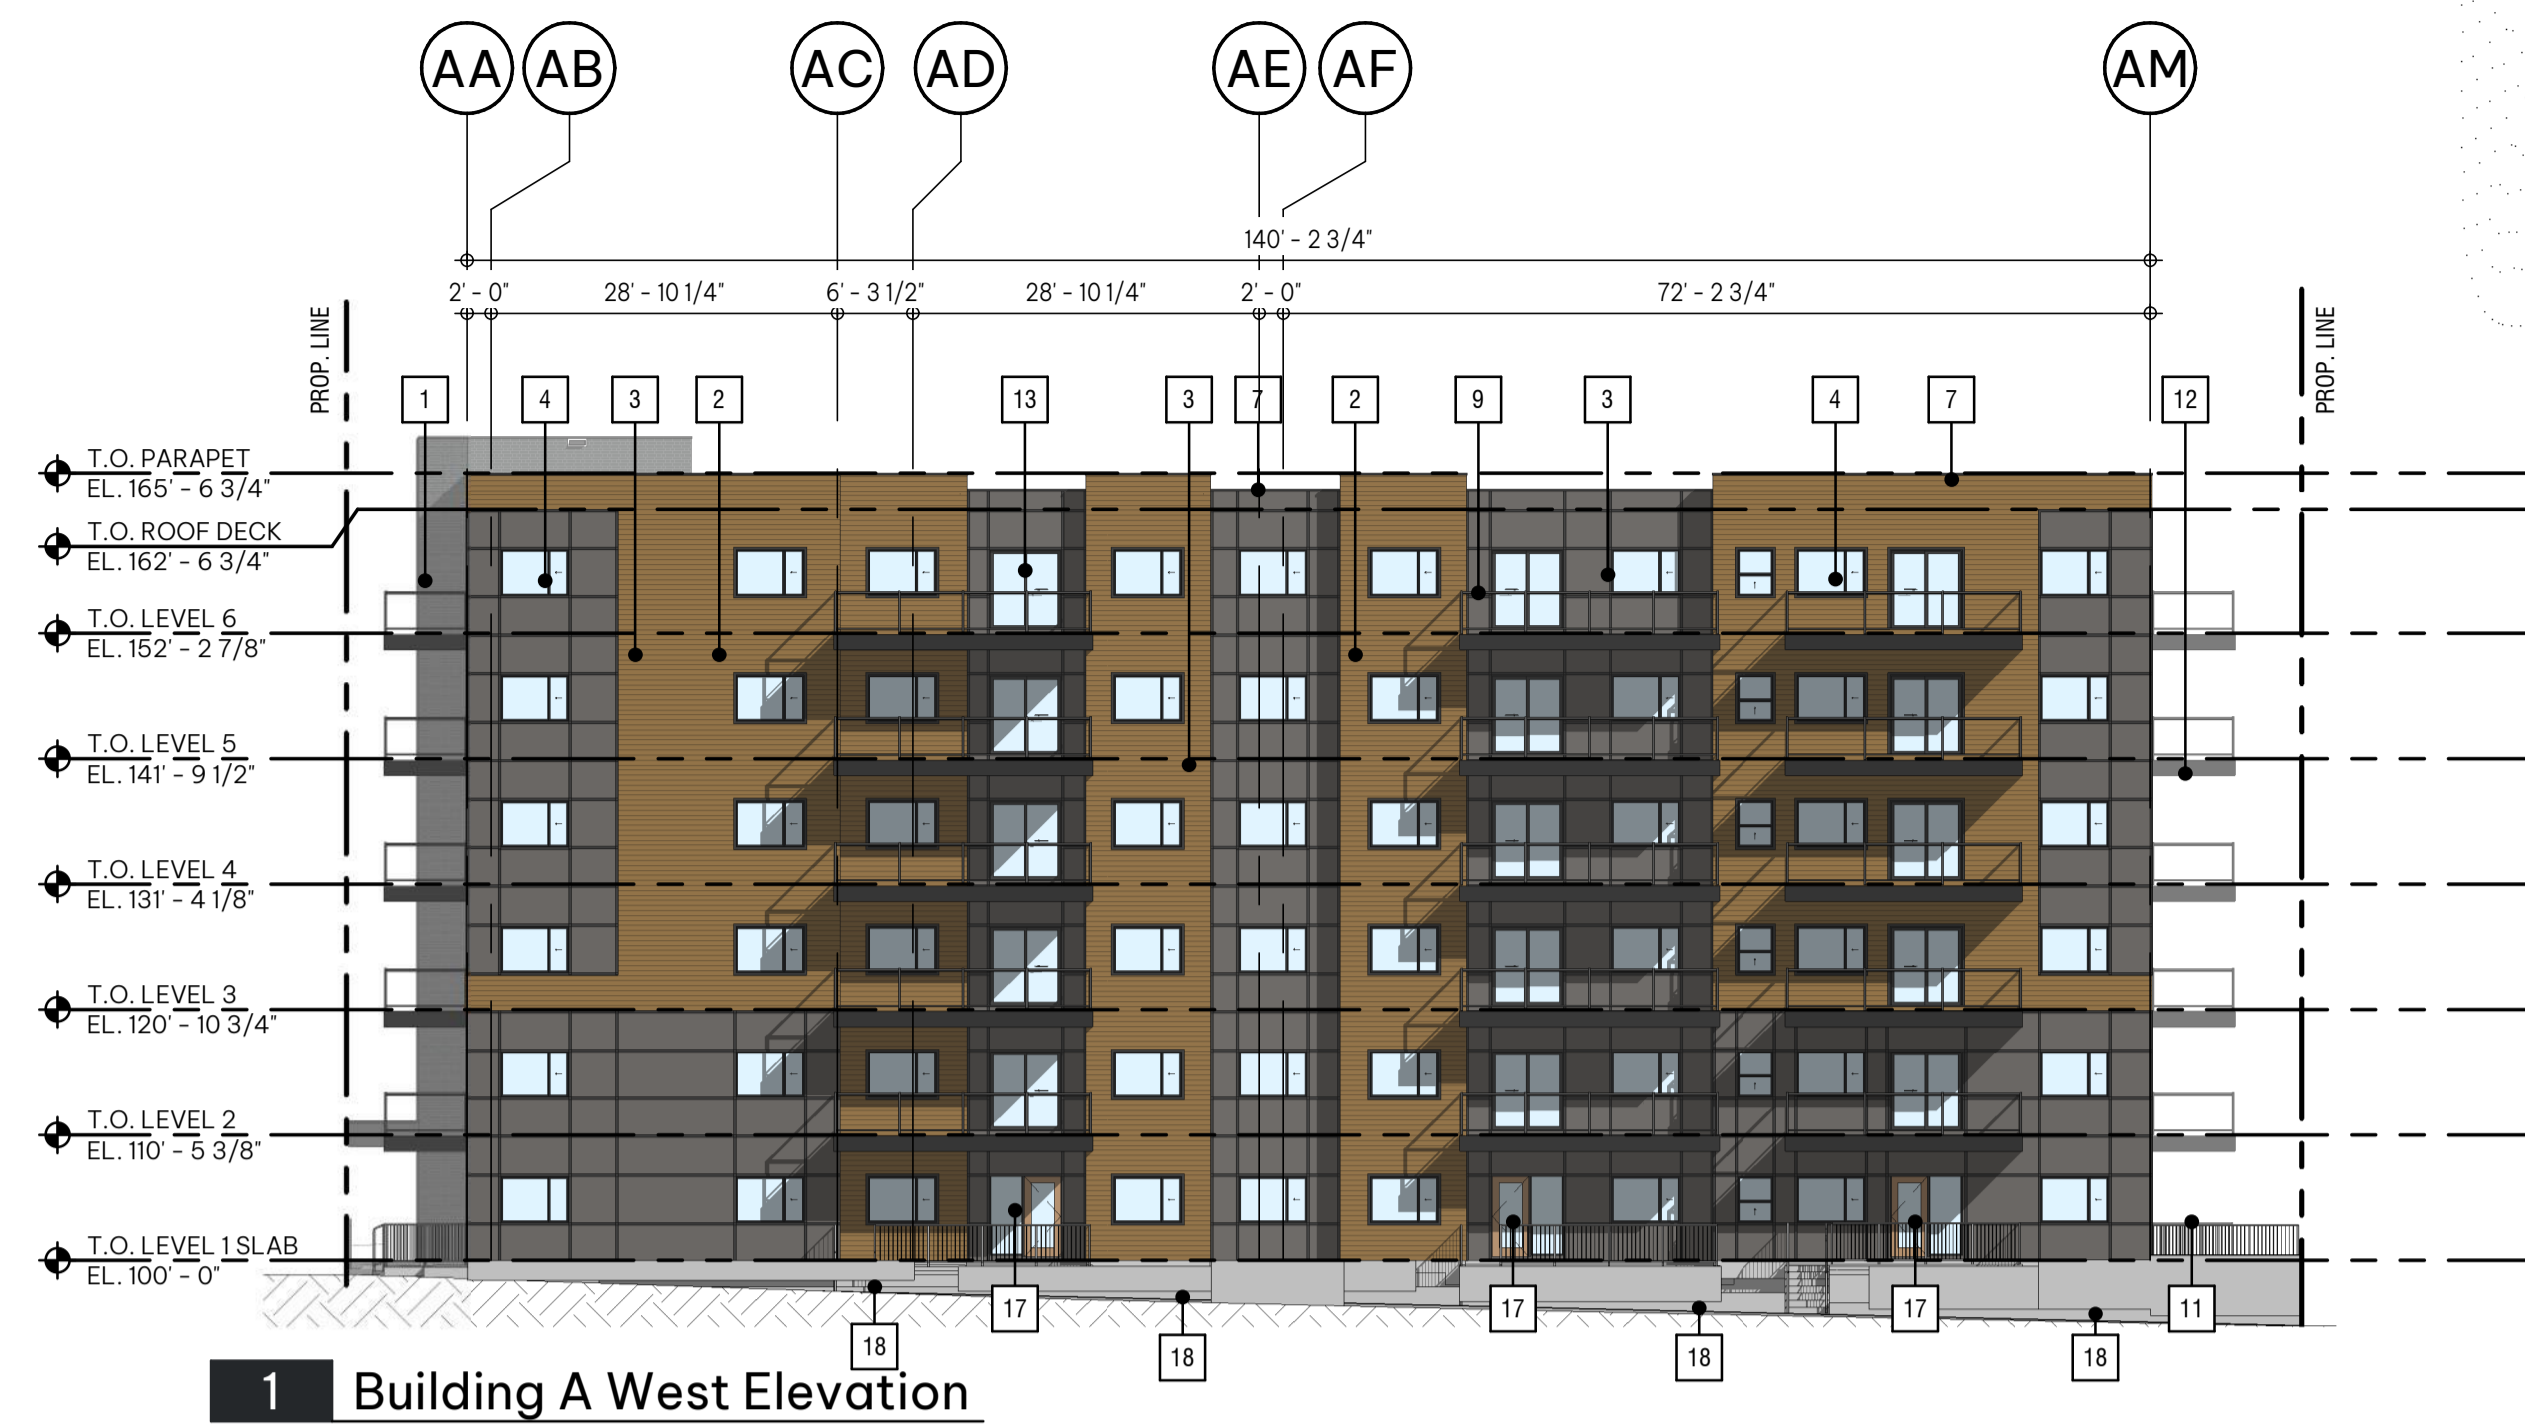 AA AB AC AD AE AF AM
140' - 2 3/4"
2' - 0" 28' - 10 1/4" 6' - 3 1/2" 28' - 10 1/4" 2' - 0" 72' - 2 3/4"
PROP. LINE
PROP. LINE
1 4 3 2 13 3 7 2 9 3 4 7 12
T.O. PARAPET
EL. 165' - 6 3/4"
T.O. ROOF DECK
EL. 162' - 6 3/4"
T.O. LEVEL 6
EL. 152' - 2 7/8"
T.O. LEVEL 5
EL. 141' - 9 1/2"
T.O. LEVEL 4
EL. 131' - 4 1/8"
T.O. LEVEL 3
EL. 120' - 10 3/4"
T.O. LEVEL 2
EL. 110' - 5 3/8"
T.O. LEVEL 1 SLAB
EL. 100' - 0"
17 17 17 11
18 18 18 18
1 Building A West Elevation